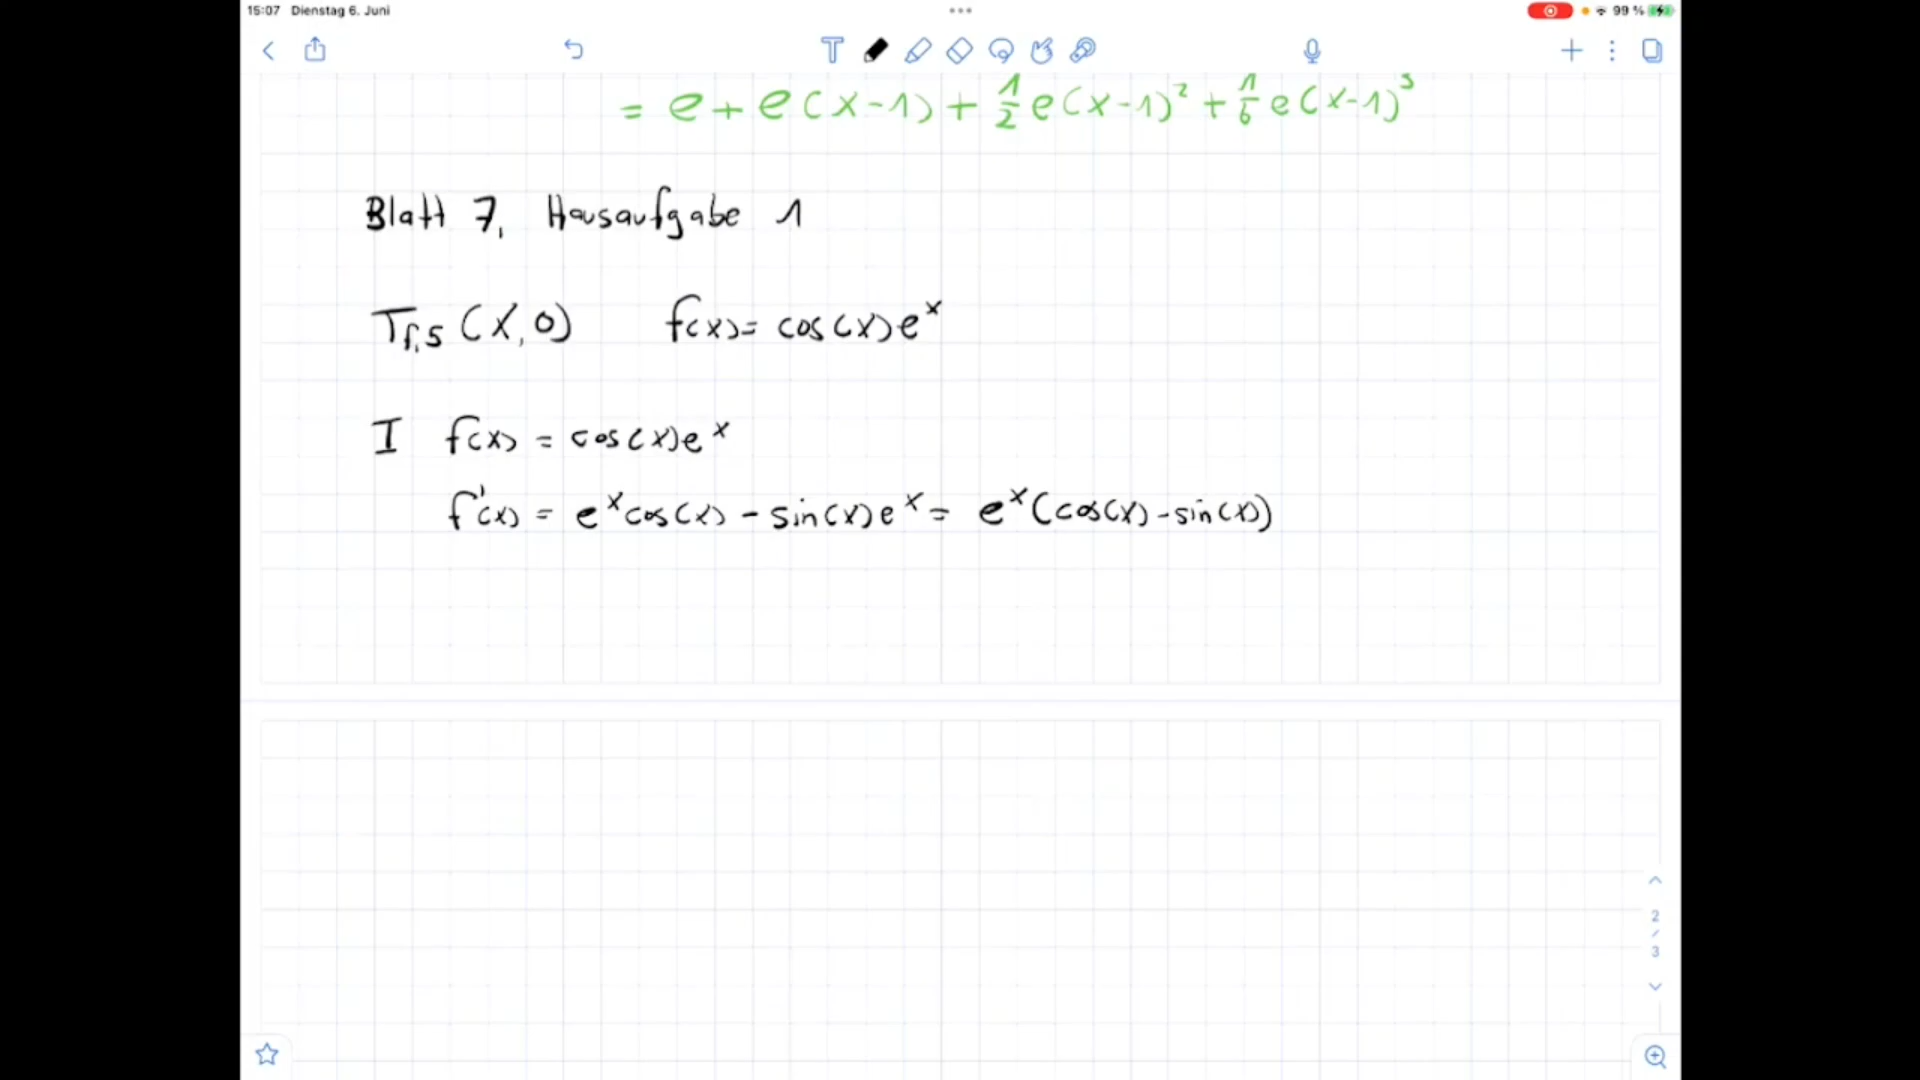 15:07 Dienstag 6. Juni
99 %
= e + e(x-1) + 1/2 e(x-1)² + 1/6 e(x-1)³
Blatt 7, Hausaufgabe 1
T_{f,5}(x,0) f(x)= cos(x)e^x
I f(x) = cos(x)e^x
f'(x) = e^x cos(x) - sin(x)e^x = e^x(cos(x)-sin(x))
2
/
3